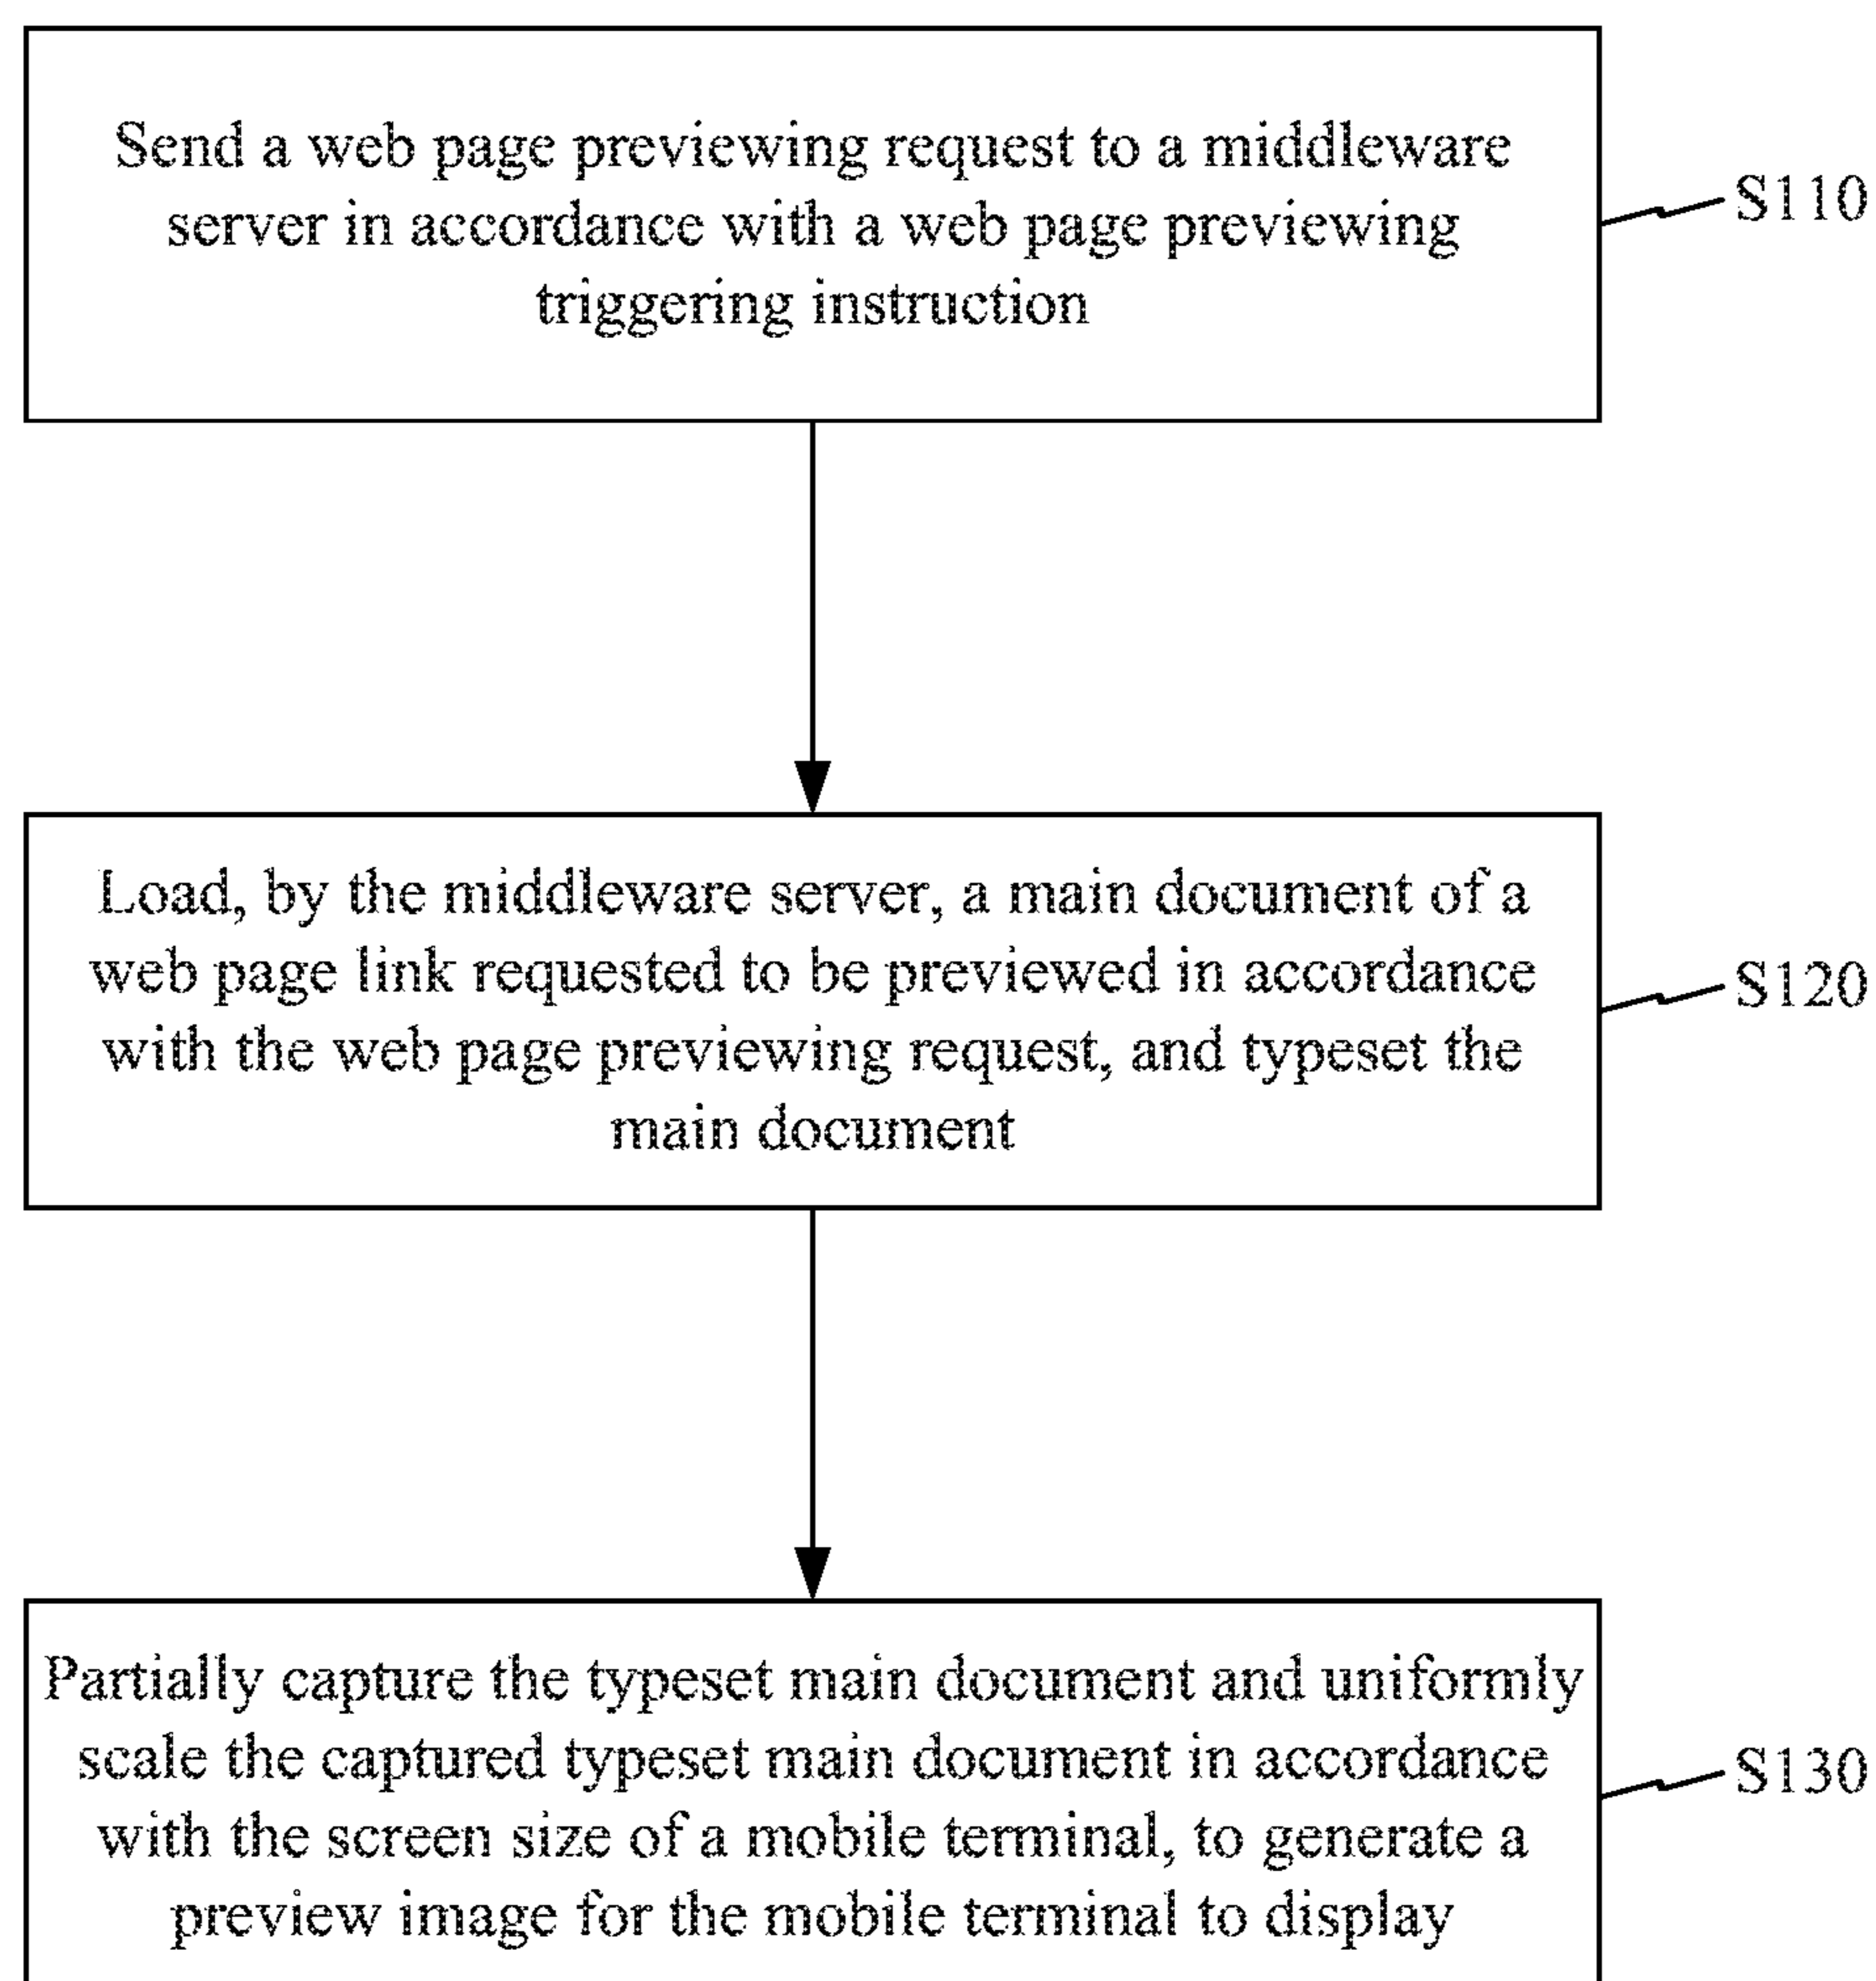 Send a web page previewing request to a middleware
server in accordance with a web page previewing
triggering instruction
S110
Load, by the middleware server, a main document of a
web page link requested to be previewed in accordance
with the web page previewing request, and typeset the
main document
S120
Partially capture the typeset main document and uniformly
scale the captured typeset main document in accordance
with the screen size of a mobile terminal, to generate a
preview image for the mobile terminal to display
S130